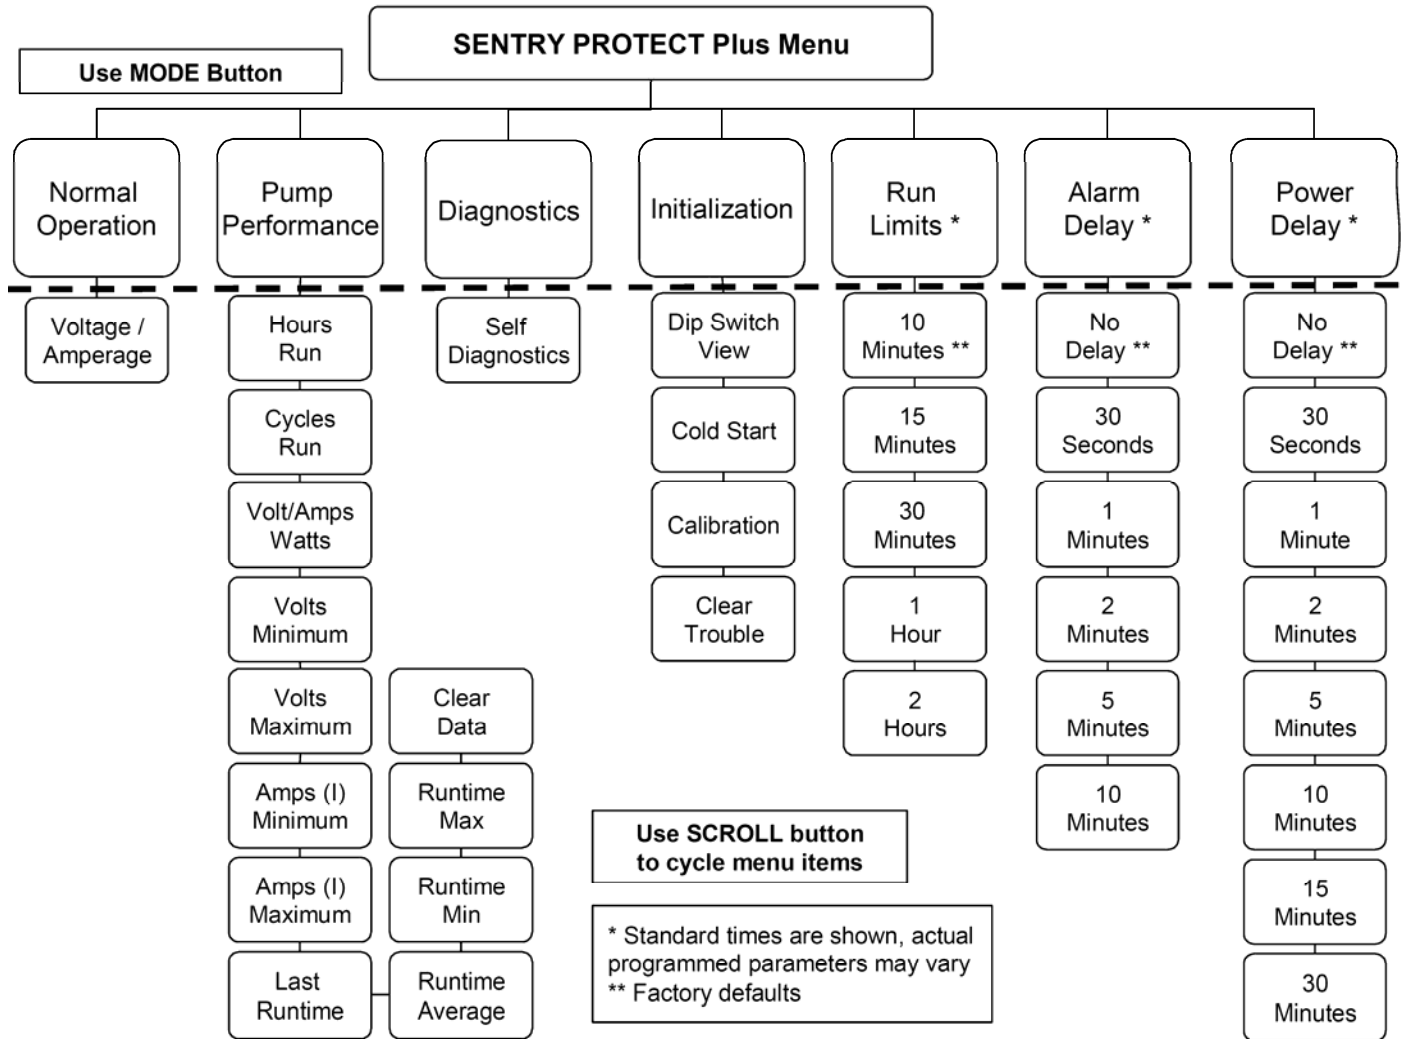 SENTRY PROTECT Plus Menu
Use MODE Button
Normal
Operation
Pump
Performance
Diagnostics
Initialization
Run
Limits *
Alarm
Delay *
Power
Delay *
Voltage /
Amperage
Hours
Run
Cycles
Run
Volt/Amps
Watts
Volts
Minimum
Volts
Maximum
Amps (I)
Minimum
Amps (I)
Maximum
Last
Runtime
Runtime
Average
Runtime
Min
Runtime
Max
Clear
Data
Self
Diagnostics
Dip Switch
View
Cold Start
Calibration
Clear
Trouble
10
Minutes **
15
Minutes
30
Minutes
1
Hour
2
Hours
No
Delay **
30
Seconds
1
Minutes
2
Minutes
5
Minutes
10
Minutes
No
Delay **
30
Seconds
1
Minute
2
Minutes
5
Minutes
10
Minutes
15
Minutes
30
Minutes
Use SCROLL button
to cycle menu items
* Standard times are shown, actual
programmed parameters may vary
** Factory defaults